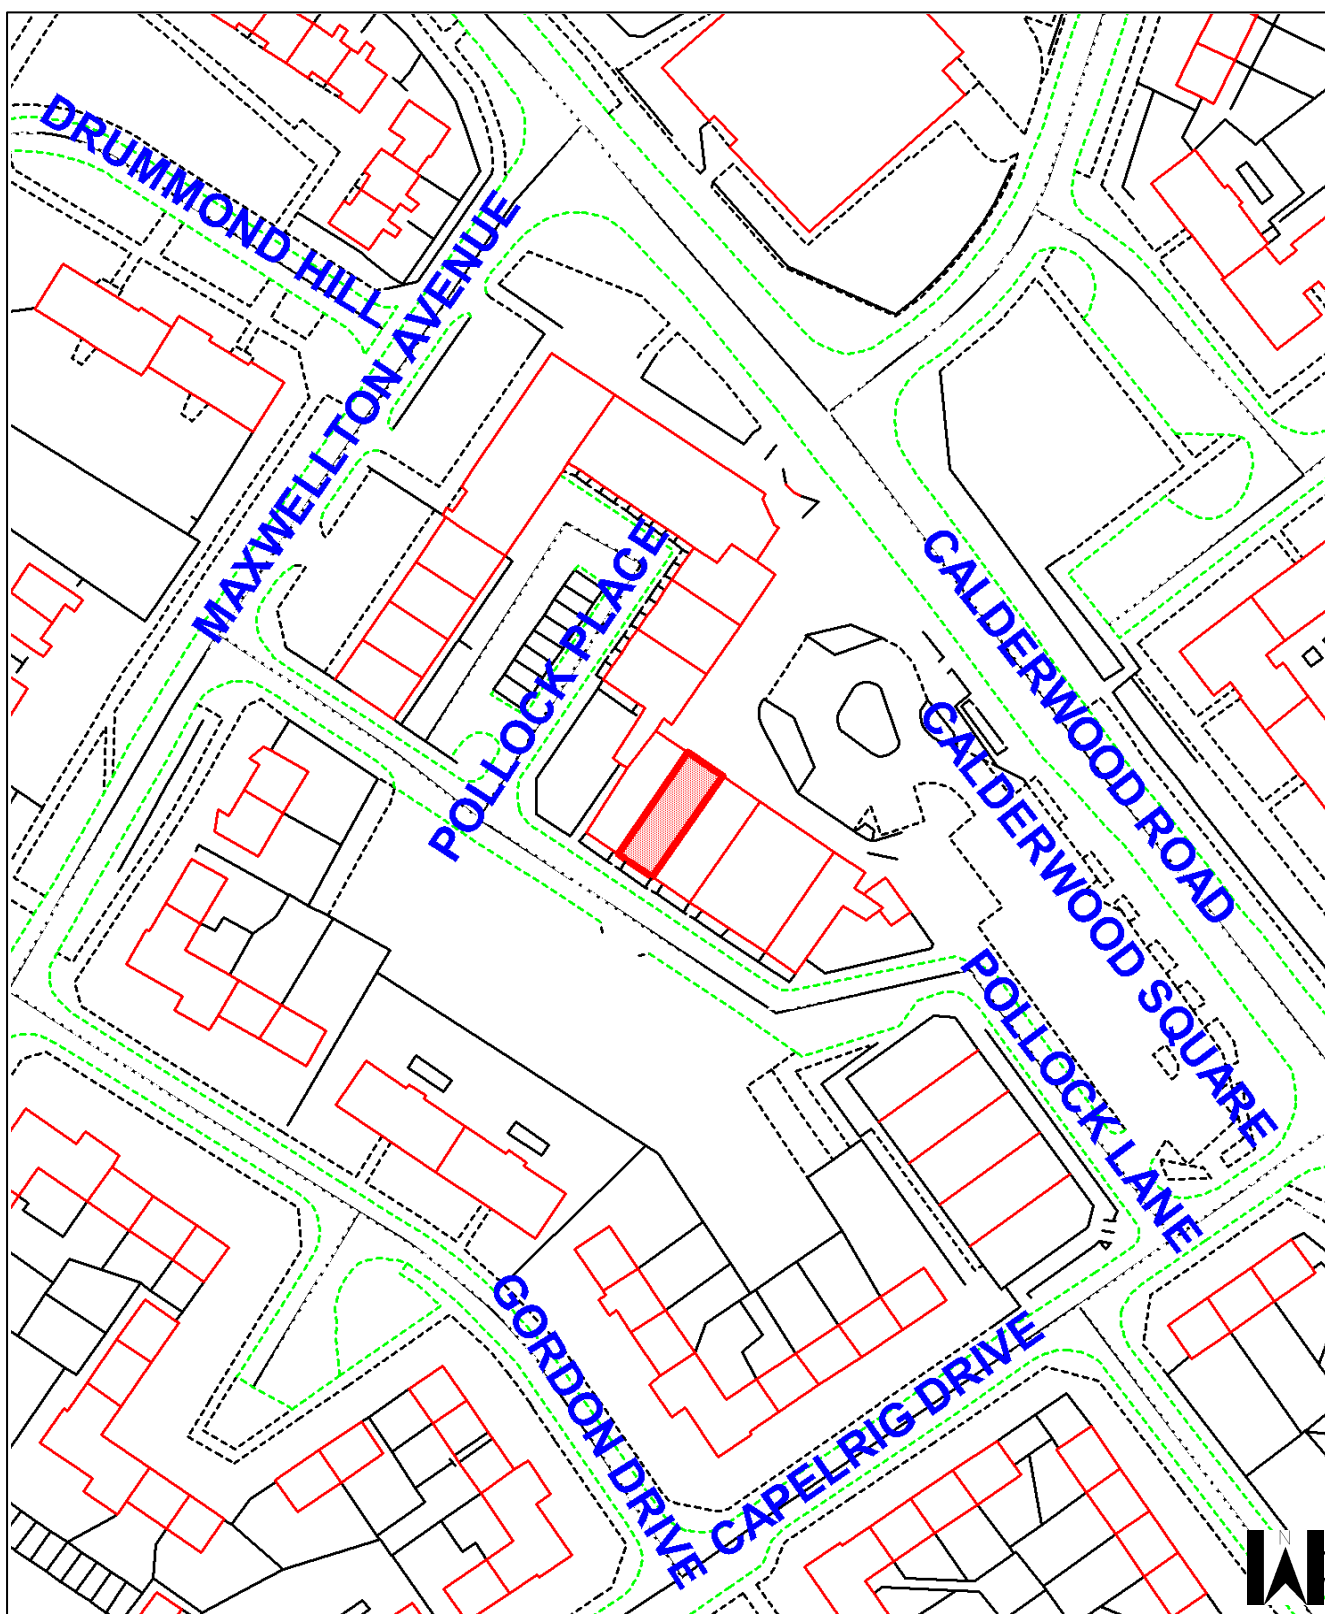 DRUMMOND HILL
MAXWELLTON AVENUE
POLLOCK PLACE
CALDERWOOD ROAD
CALDERWOOD SQUARE
POLLOCK LANE
GORDON DRIVE
CAPELRIG DRIVE
N